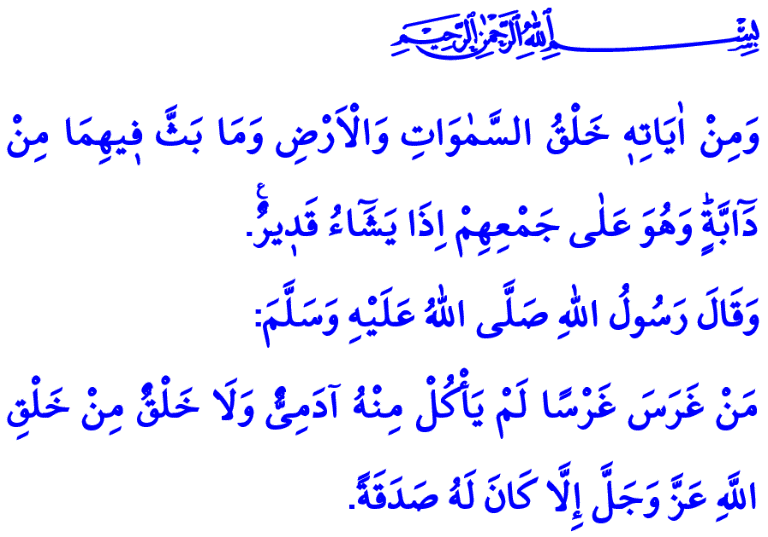 بِسْمِ اللهِ الرَّحْمٰنِ الرَّحِيمِ
وَمِنْ اٰيَاتِه۪ خَلْقُ السَّمٰوَاتِ وَالْاَرْضِ وَمَا بَثَّ ف۪يهِمَا مِنْ
دَٓابَّةٍۜ وَهُوَ عَلٰى جَمْعِهِمْ اِذَا يَشَٓاءُ قَد۪يرٌ۟.
وَقَالَ رَسُولُ اللهِ صَلَّى اللهُ عَلَيْهِ وَسَلَّمَ:
مَنْ غَرَسَ غَرْسًا لَمْ يَأْكُلْ مِنْهُ آدَمِىٌّ وَلَا خَلْقٌ مِنْ خَلْقِ
اللَّهِ عَزَّ وَجَلَّ إِلَّا كَانَ لَهُ صَدَقَةً.